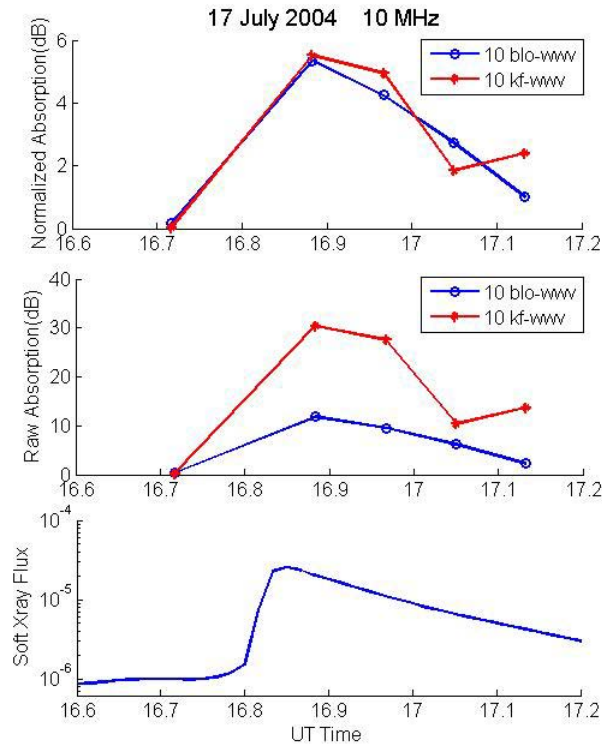 17 July 2004    10 MHz
Normalized Absorption(dB)
6
4
2
0
10 blo-wwv
10 kf-wwv
16.6 16.7 16.8 16.9 17 17.1 17.2
Raw Absorption(dB)
40
30
20
10
0
10 blo-wwv
10 kf-wwv
16.6 16.7 16.8 16.9 17 17.1 17.2
Soft Xray Flux
10^-4
10^-5
10^-6
16.6 16.7 16.8 16.9 17 17.1 17.2
UT Time